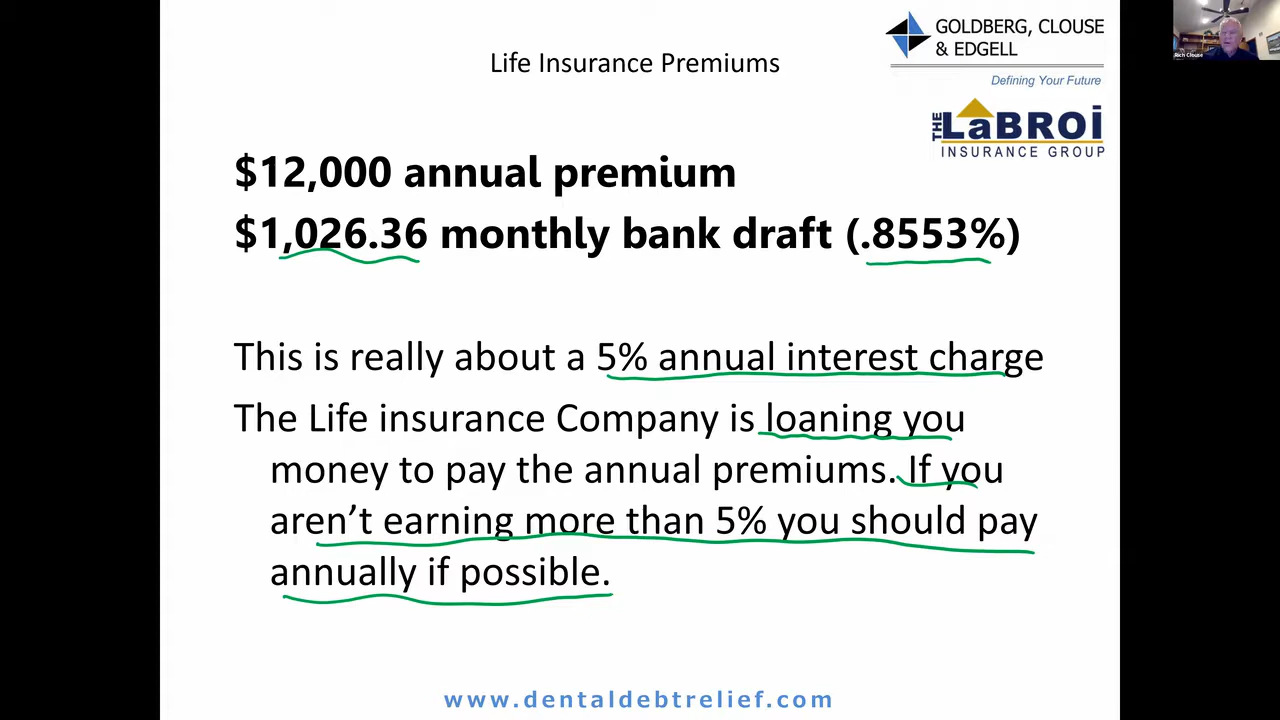 Life Insurance Premiums
GOLDBERG, CLOUSE
& EDGELL
Defining Your Future
THE LaBROi
INSURANCE GROUP
Rich Clouse
$12,000 annual premium
$1,026.36 monthly bank draft (.8553%)
This is really about a 5% annual interest charge
The Life insurance Company is loaning you
money to pay the annual premiums. If you
aren’t earning more than 5% you should pay
annually if possible.
www.dentaldebtrelief.com